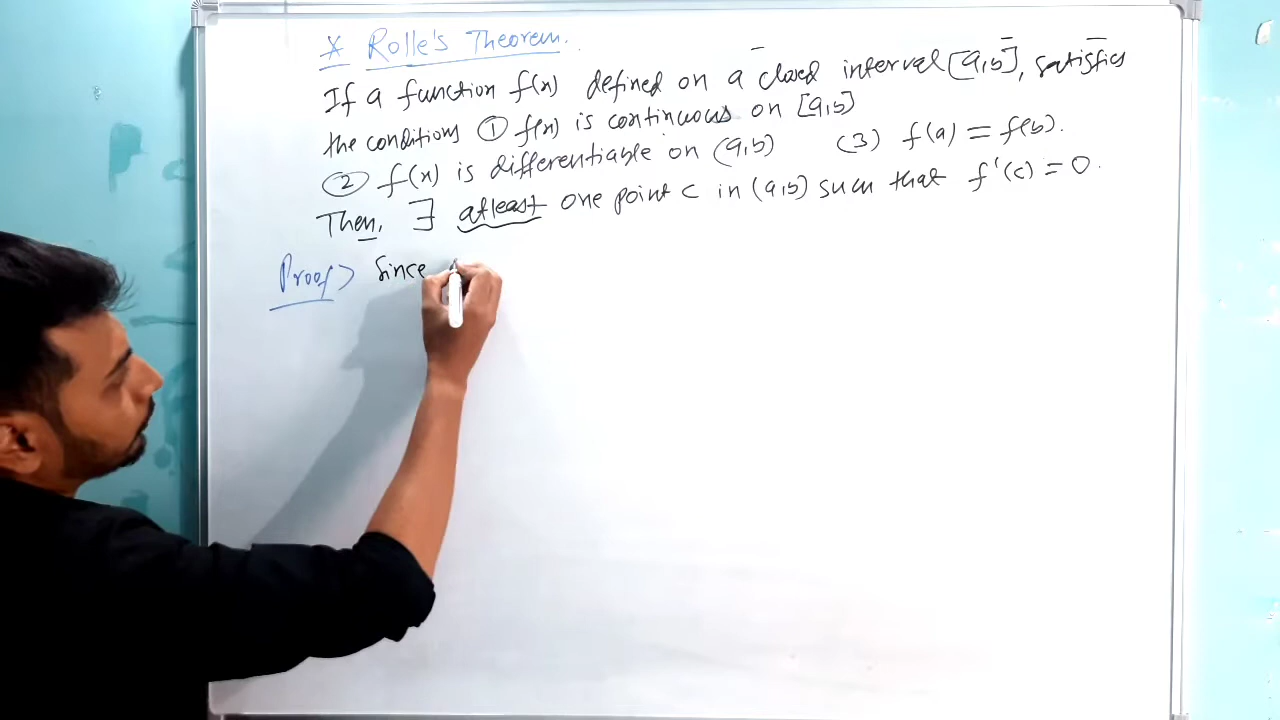 * Rolle's Theorem.
If a function f(x) defined on a closed interval [a,b], satisfies
the conditions ① f(x) is continuous on [a,b]
② f(x) is differentiable on (a,b) (3) f(a) = f(b).
Then, ∃ atleast one point c in (a,b) such that f'(c) = 0.
Proof> Since